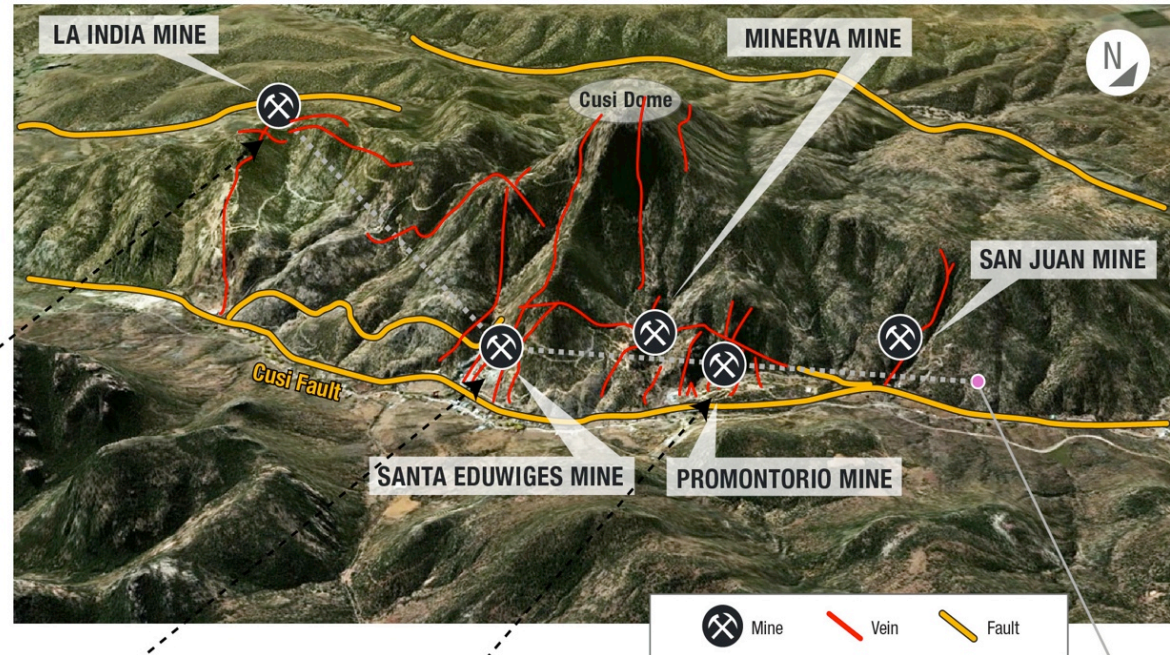 LA INDIA MINE
MINERVA MINE
N
Cusi Dome
SAN JUAN MINE
Cusi Fault
SANTA EDUWIGES MINE
PROMONTORIO MINE
Mine
Vein
Fault